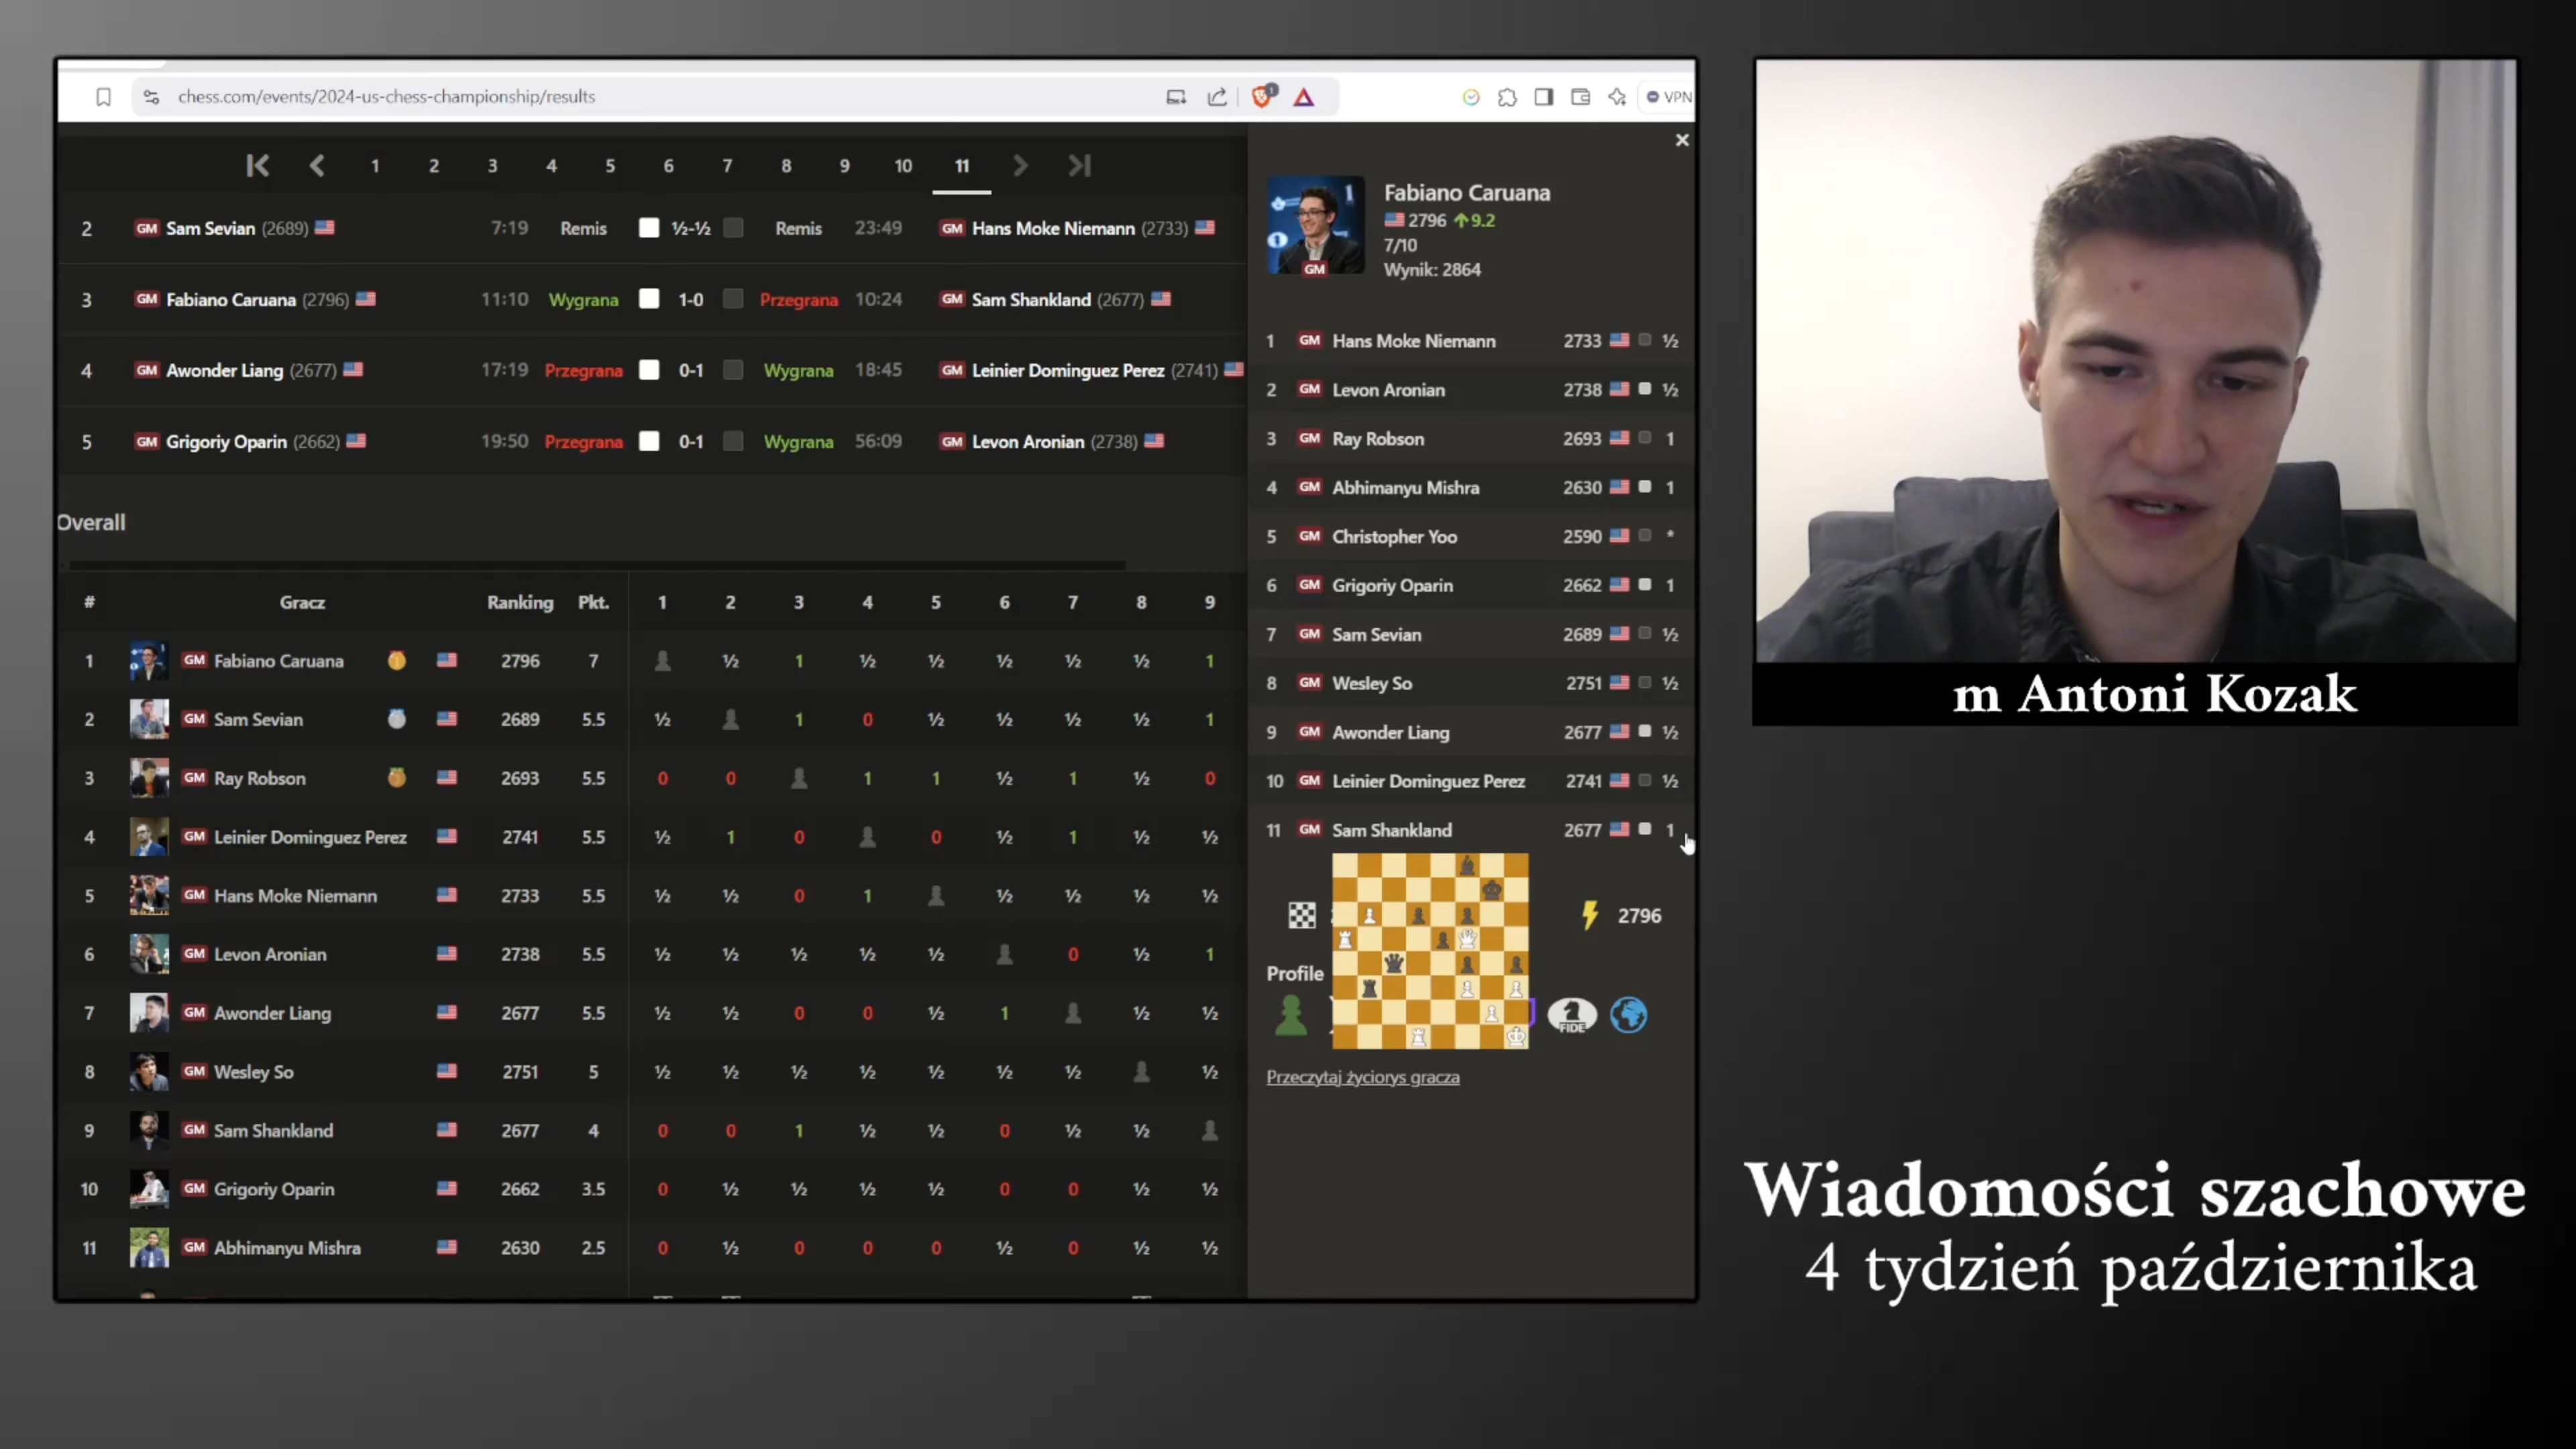 chess.com/events/2024-us-chess-championship/results
VPN
1 2 3 4 5 6 7 8 9 10 11
2 GM Sam Sevian (2689) 7:19 Remis ½-½ Remis 23:49 GM Hans Moke Niemann (2733)
3 GM Fabiano Caruana (2796) 11:10 Wygrana 1-0 Przegrana 10:24 GM Sam Shankland (2677)
4 GM Awonder Liang (2677) 17:19 Przegrana 0-1 Wygrana 18:45 GM Leinier Dominguez Perez (2741)
5 GM Grigoriy Oparin (2662) 19:50 Przegrana 0-1 Wygrana 56:09 GM Levon Aronian (2738)
Overall
# Gracz Ranking Pkt. 1 2 3 4 5 6 7 8 9
1 GM Fabiano Caruana 2796 7 ½ 1 ½ ½ ½ ½ ½ 1
2 GM Sam Sevian 2689 5.5 ½ 1 0 ½ ½ ½ ½ 1
3 GM Ray Robson 2693 5.5 0 0 1 1 ½ 1 ½ 0
4 GM Leinier Dominguez Perez 2741 5.5 ½ 1 0 0 ½ 1 ½ ½
5 GM Hans Moke Niemann 2733 5.5 ½ ½ 0 1 ½ ½ ½ ½
6 GM Levon Aronian 2738 5.5 ½ ½ ½ ½ ½ 0 ½ 1
7 GM Awonder Liang 2677 5.5 ½ ½ 0 0 ½ 1 ½ ½
8 GM Wesley So 2751 5 ½ ½ ½ ½ ½ ½ ½ ½
9 GM Sam Shankland 2677 4 0 0 1 ½ ½ 0 ½ ½
10 GM Grigoriy Oparin 2662 3.5 0 ½ ½ ½ ½ 0 0 ½ ½
11 GM Abhimanyu Mishra 2630 2.5 0 ½ 0 0 0 ½ 0 ½ ½
GM
Fabiano Caruana
2796 9.2
7/10
Wynik: 2864
1 GM Hans Moke Niemann 2733 ½
2 GM Levon Aronian 2738 ½
3 GM Ray Robson 2693 1
4 GM Abhimanyu Mishra 2630 1
5 GM Christopher Yoo 2590 *
6 GM Grigoriy Oparin 2662 1
7 GM Sam Sevian 2689 ½
8 GM Wesley So 2751 ½
9 GM Awonder Liang 2677 ½
10 GM Leinier Dominguez Perez 2741 ½
11 GM Sam Shankland 2677 1
2796
Profile
FIDE
Przeczytaj życiorys gracza
m Antoni Kozak
Wiadomości szachowe
4 tydzień października